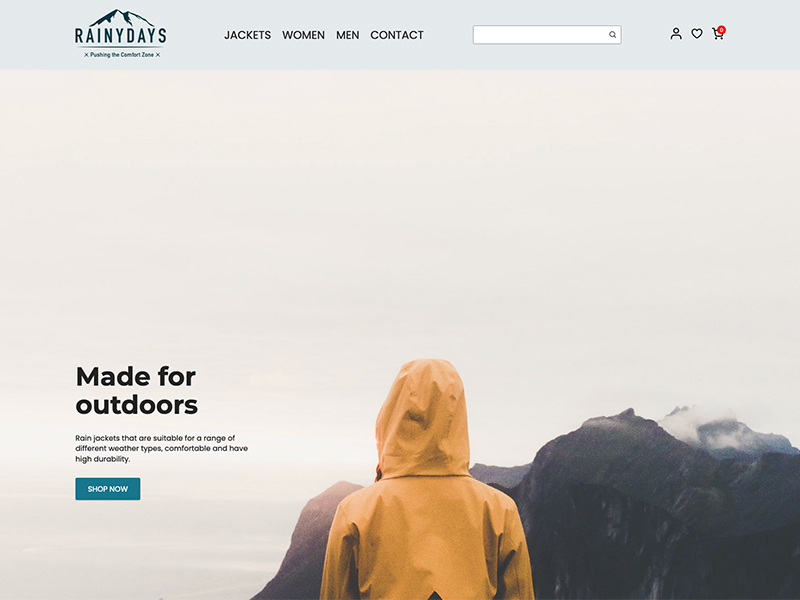 RAINYDAYS
Pushing the Comfort Zone
JACKETS WOMEN MEN CONTACT
0
Made for
outdoors
Rain jackets that are suitable for a range of
different weather types, comfortable and have
high durability.
SHOP NOW